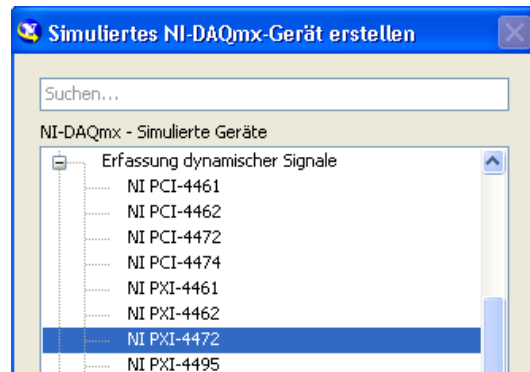 Simuliertes NI-DAQmx-Gerät erstellen
Suchen...
NI-DAQmx - Simulierte Geräte
Erfassung dynamischer Signale
NI PCI-4461
NI PCI-4462
NI PCI-4472
NI PCI-4474
NI PXI-4461
NI PXI-4462
NI PXI-4472
NI PXI-4495